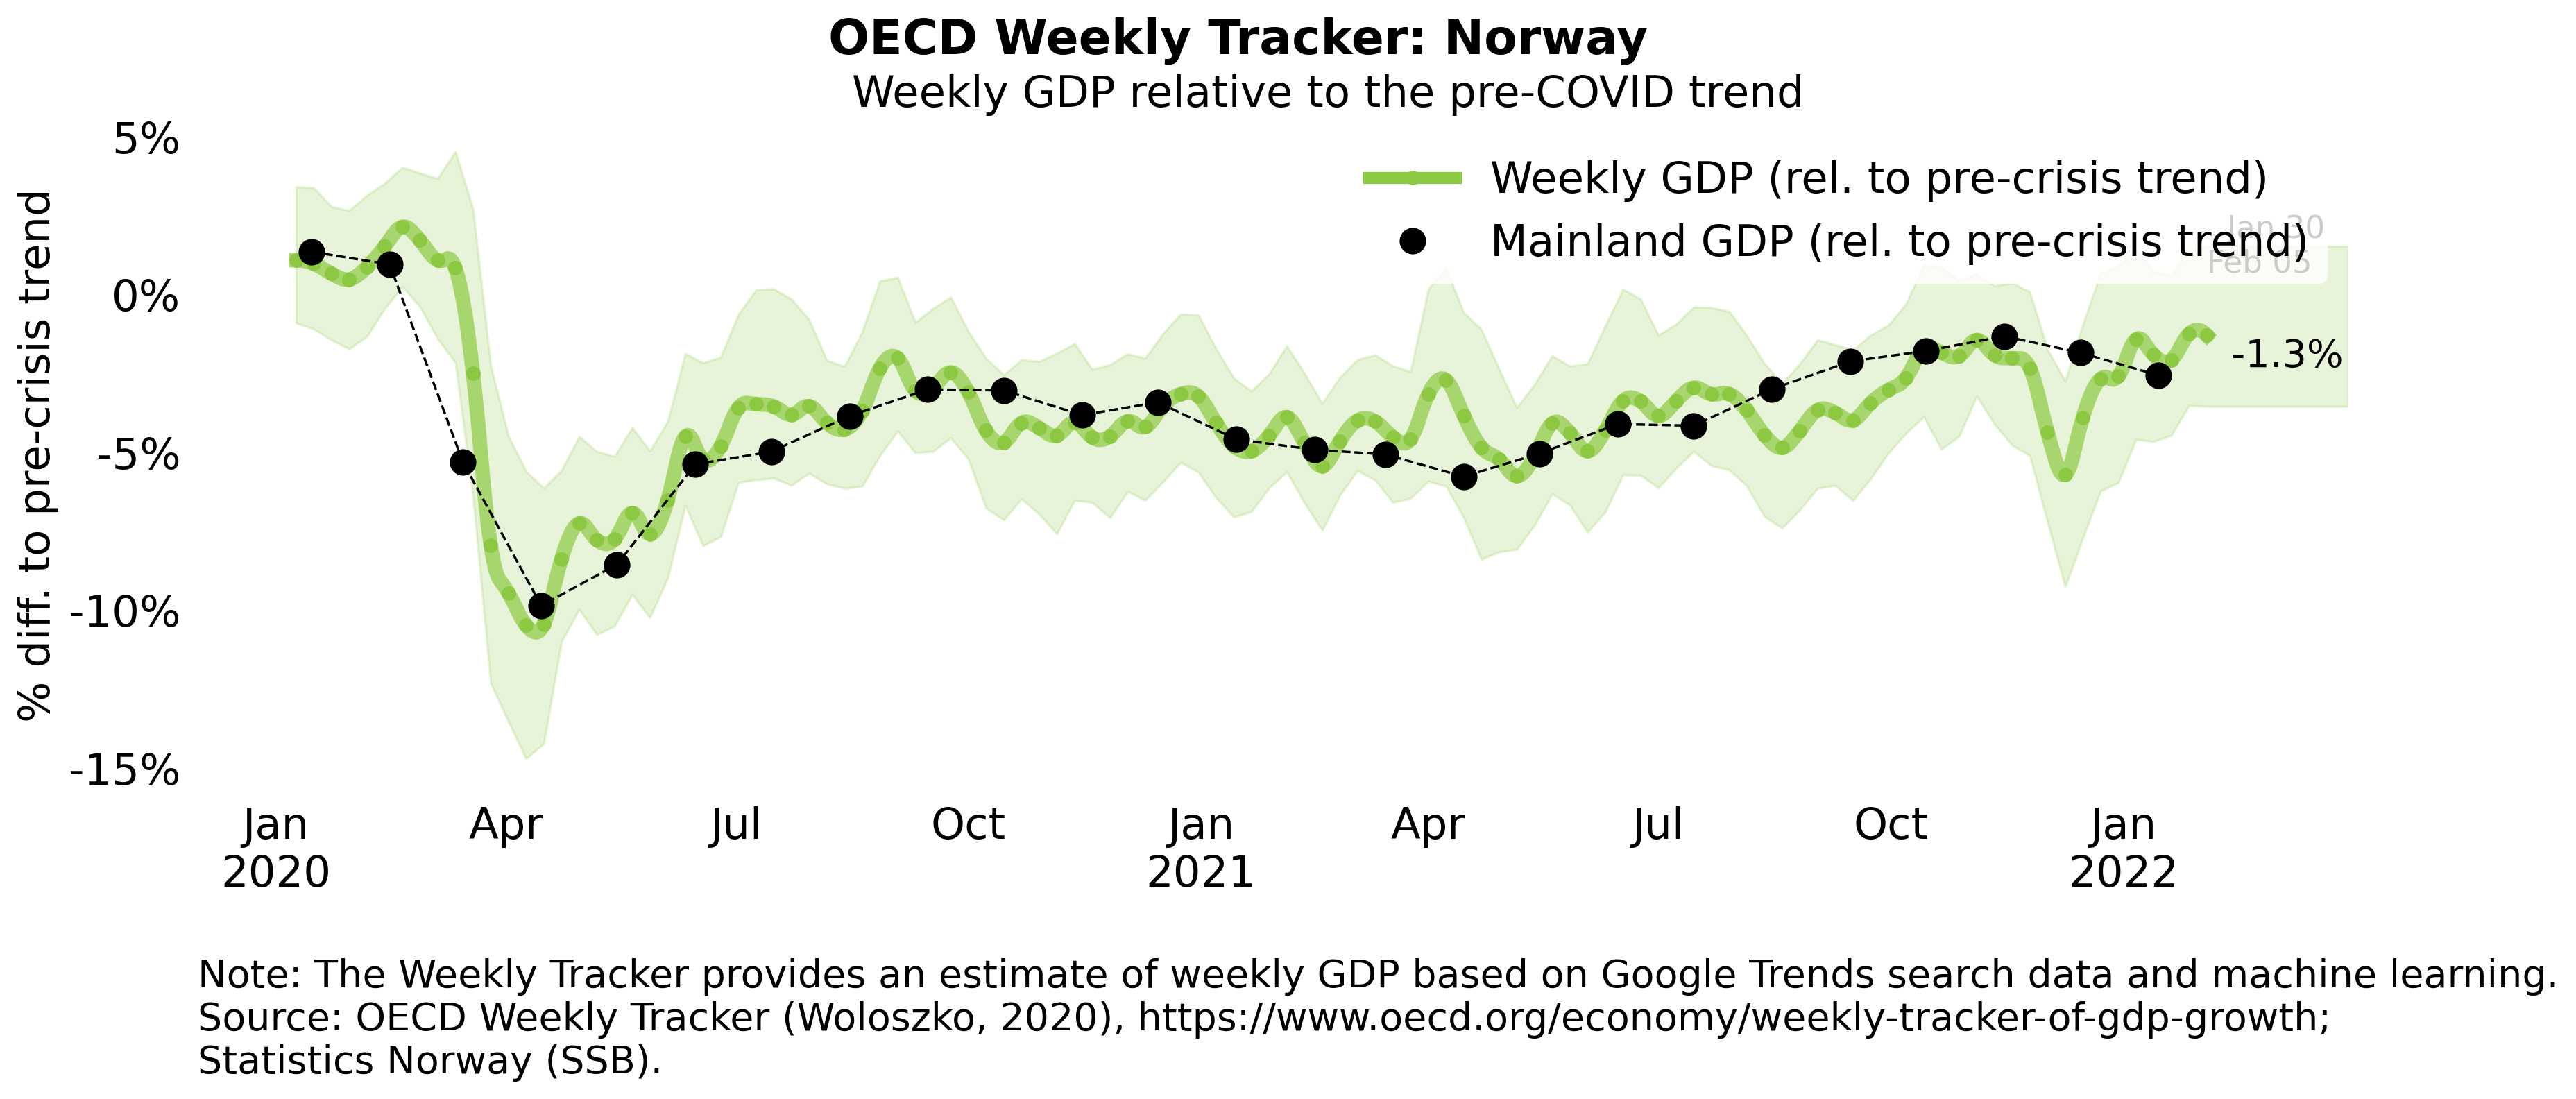 OECD Weekly Tracker: Norway
Weekly GDP relative to the pre-COVID trend
% diff. to pre-crisis trend
5%
0%
-5%
-10%
-15%
Weekly GDP (rel. to pre-crisis trend)
Mainland GDP (rel. to pre-crisis trend)
Jan 30
Feb 05
-1.3%
Jan Apr Jul Oct Jan Apr Jul Oct Jan
2020 2021 2022
Note: The Weekly Tracker provides an estimate of weekly GDP based on Google Trends search data and machine learning.
Source: OECD Weekly Tracker (Woloszko, 2020), https://www.oecd.org/economy/weekly-tracker-of-gdp-growth;
Statistics Norway (SSB).